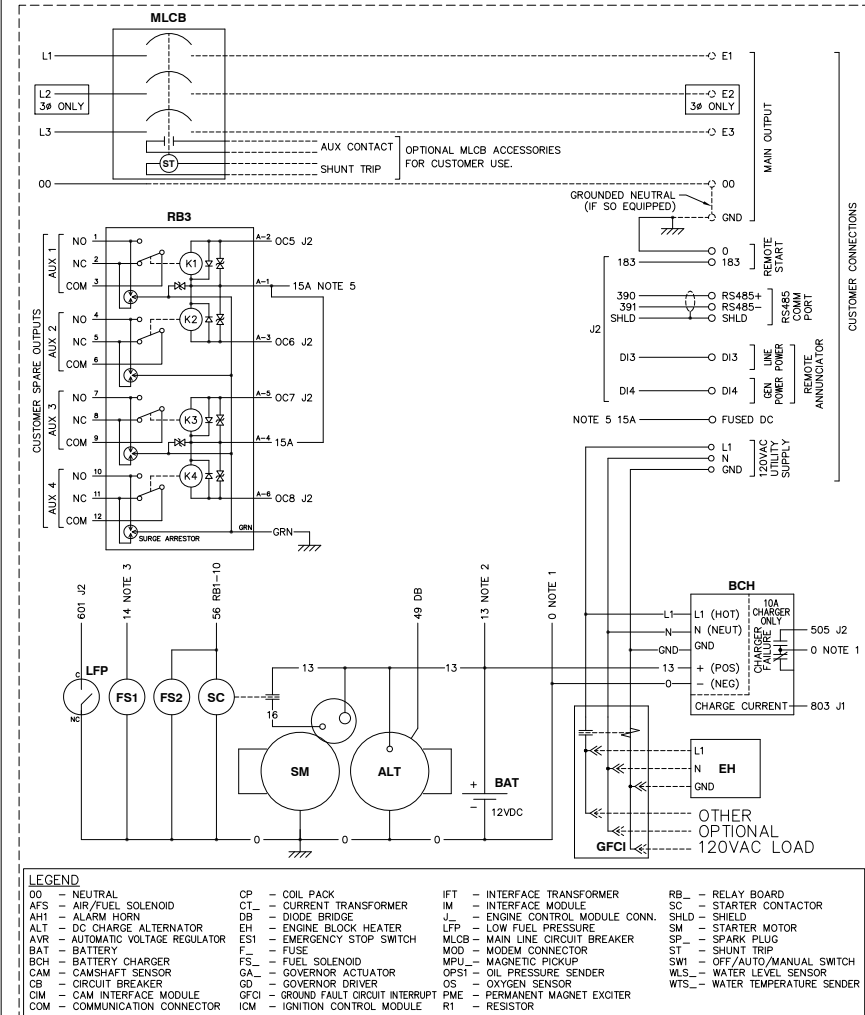 MLCB
L1
E1
L2
3ø ONLY
E2
3ø ONLY
L3
E3
AUX CONTACT
SHUNT TRIP
OPTIONAL MLCB ACCESSORIES
FOR CUSTOMER USE.
ST
00
00
GROUNDED NEUTRAL
(IF SO EQUIPPED)
GND
MAIN OUTPUT
CUSTOMER CONNECTIONS
RB3
CUSTOMER SPARE OUTPUTS
AUX 1
NO 1
NC 2
COM 3
K1
A-2 OC5 J2
A-1 15A NOTE 5
AUX 2
NO 4
NC 5
COM 6
K2
A-3 OC6 J2
AUX 3
NO 7
NC 8
COM 9
K3
A-5 OC7 J2
A-4 15A
AUX 4
NO 10
NC 11
COM 12
K4
A-6 OC8 J2
SURGE ARRESTOR
GRN
GRN
J2
0
183
183
REMOTE
START
390
RS485+
391
RS485-
SHLD
SHLD
RS485
COMM
PORT
DI3
DI3
LINE
POWER
DI4
DI4
GEN
POWER
REMOTE
ANNUNCIATOR
NOTE 5 15A
FUSED DC
L1
N
GND
120VAC
UTILITY
SUPPLY
601 J2
14 NOTE 3
56 RB1-10
49 DB
13 NOTE 2
0 NOTE 1
C
LFP
NC
FS1
FS2
SC
13
13
16
SM
ALT
+
BAT
−
12VDC
0
0
0
BCH
L1
L1 (HOT)
N
N (NEUT)
GND
GND
13
+ (POS)
0
− (NEG)
10A
CHARGER
ONLY
CHARGER
FAILURE
505 J2
0 NOTE 1
CHARGE CURRENT
803 J1
L1
N
GND
EH
GFCI
OTHER
OPTIONAL
120VAC LOAD
LEGEND
00 – NEUTRAL
AFS – AIR/FUEL SOLENOID
AH1 – ALARM HORN
ALT – DC CHARGE ALTERNATOR
AVR – AUTOMATIC VOLTAGE REGULATOR
BAT – BATTERY
BCH – BATTERY CHARGER
CAM – CAMSHAFT SENSOR
CB – CIRCUIT BREAKER
CIM – CAM INTERFACE MODULE
COM – COMMUNICATION CONNECTOR
CP – COIL PACK
CT_ – CURRENT TRANSFORMER
DB – DIODE BRIDGE
EH – ENGINE BLOCK HEATER
ES1 – EMERGENCY STOP SWITCH
F_ – FUSE
FS_ – FUEL SOLENOID
GA_ – GOVERNOR ACTUATOR
GD – GOVERNOR DRIVER
GFCI – GROUND FAULT CIRCUIT INTERRUPT
ICM – IGNITION CONTROL MODULE
IFT – INTERFACE TRANSFORMER
IM – INTERFACE MODULE
J_ – ENGINE CONTROL MODULE CONN.
LFP – LOW FUEL PRESSURE
MLCB – MAIN LINE CIRCUIT BREAKER
MOD – MODEM CONNECTOR
MPU_ – MAGNETIC PICKUP
OPS1 – OIL PRESSURE SENDER
OS – OXYGEN SENSOR
PME – PERMANENT MAGNET EXCITER
R1 – RESISTOR
RB_ – RELAY BOARD
SC – STARTER CONTACTOR
SHLD – SHIELD
SM – STARTER MOTOR
SP_ – SPARK PLUG
ST – SHUNT TRIP
SW1 – OFF/AUTO/MANUAL SWITCH
WLS_ – WATER LEVEL SENSOR
WTS_ – WATER TEMPERATURE SENDER